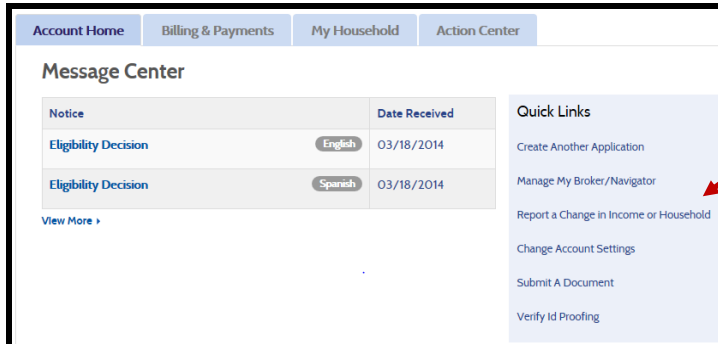 Account Home Billing & Payments My Household Action Center
Message Center
Notice Date Received
Eligibility Decision English 03/18/2014
Eligibility Decision Spanish 03/18/2014
View More
Quick Links
Create Another Application
Manage My Broker/Navigator
Report a Change in Income or Household
Change Account Settings
Submit A Document
Verify Id Proofing